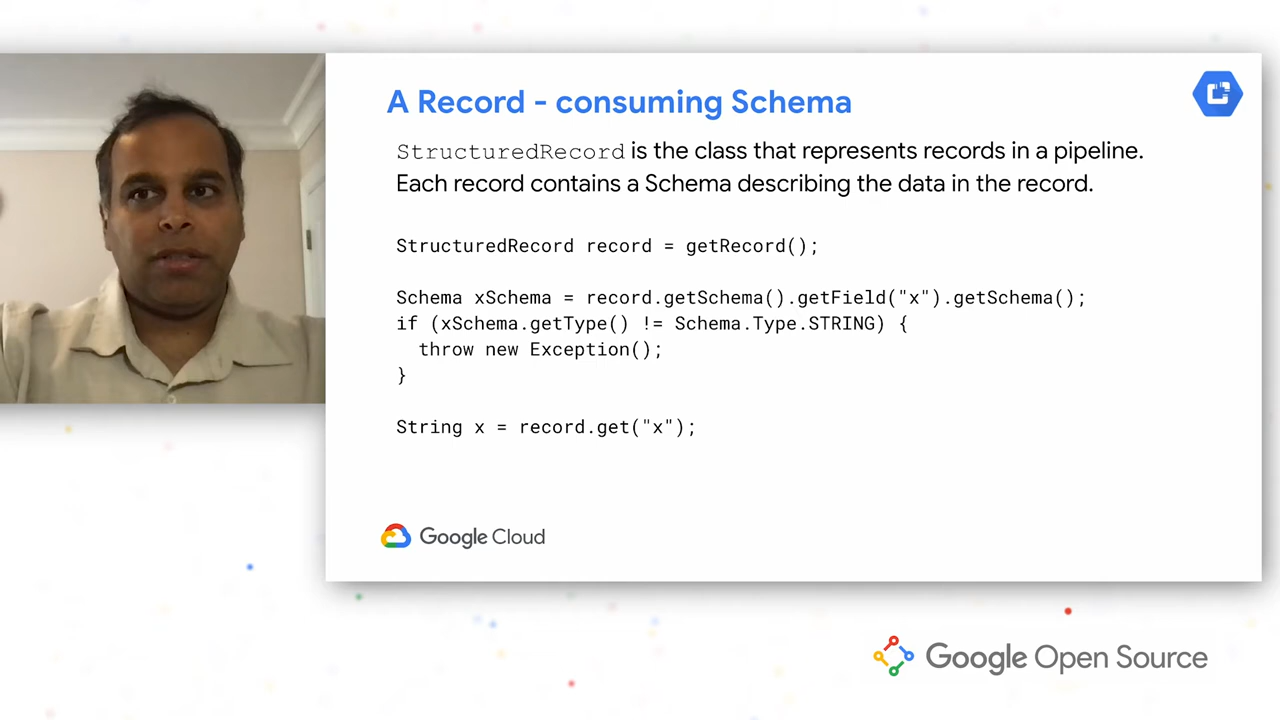 A Record - consuming Schema
StructuredRecord is the class that represents records in a pipeline.
Each record contains a Schema describing the data in the record.
StructuredRecord record = getRecord();
Schema xSchema = record.getSchema().getField("x").getSchema();
if (xSchema.getType() != Schema.Type.STRING) {
  throw new Exception();
}
String x = record.get("x");
Google Cloud
Google Open Source